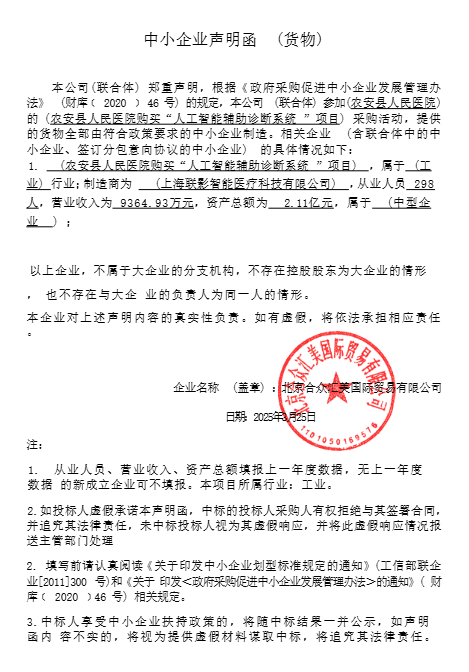 中小企业声明函 (货物)
本公司(联合体) 郑重声明，根据《政府采购促进中小企业发展管理办
法》 (财库﹝ 2020 ﹞46 号) 的规定，本公司 (联合体) 参加(农安县人民医院)
的 (农安县人民医院购买“人工智能辅助诊断系统 ”项目) 采购活动，提供
的货物全部由符合政策要求的中小企业制造。相关企业 (含联合体中的中
小企业、签订分包意向协议的中小企业) 的具体情况如下：
1. (农安县人民医院购买“人工智能辅助诊断系统 ”项目) ，属于 (工
业) 行业；制造商为 (上海联影智能医疗科技有限公司) ，从业人员 298
人，营业收入为 9364.93万元，资产总额为 2.11亿元，属于 (中型企
业 ) ；
以上企业，不属于大企业的分支机构，不存在控股股东为大企业的情形
， 也不存在与大企 业的负责人为同一人的情形。
本企业对上述声明内容的真实性负责。如有虚假，将依法承担相应责任
。
企业名称 (盖章) ：北京合众汇美国际贸易有限公司
日期：2025年3月25日
北京合众汇美国际贸易有限公司
1101050169576
注：
1. 从业人员、营业收入、资产总额填报上一年度数据，无上一年度
数据 的新成立企业可不填报。本项目所属行业：工业。
2.如投标人虚假承诺本声明函，中标的投标人采购人有权拒绝与其签署合同，
并追究其法律责任，未中标投标人视为其虚假响应，并将此虚假响应情况报
送主管部门处理
2. 填写前请认真阅读《关于印发中小企业划型标准规定的通知》(工信部联企
业[2011]300 号)和《关于 印发＜政府采购促进中小企业发展管理办法＞的通知》( 财
库﹝ 2020 ﹞46 号) 相关规定。
3.中标人享受中小企业扶持政策的，将随中标结果一并公示，如声明
函内 容不实的，将视为提供虚假材料谋取中标，将追究其法律责任。